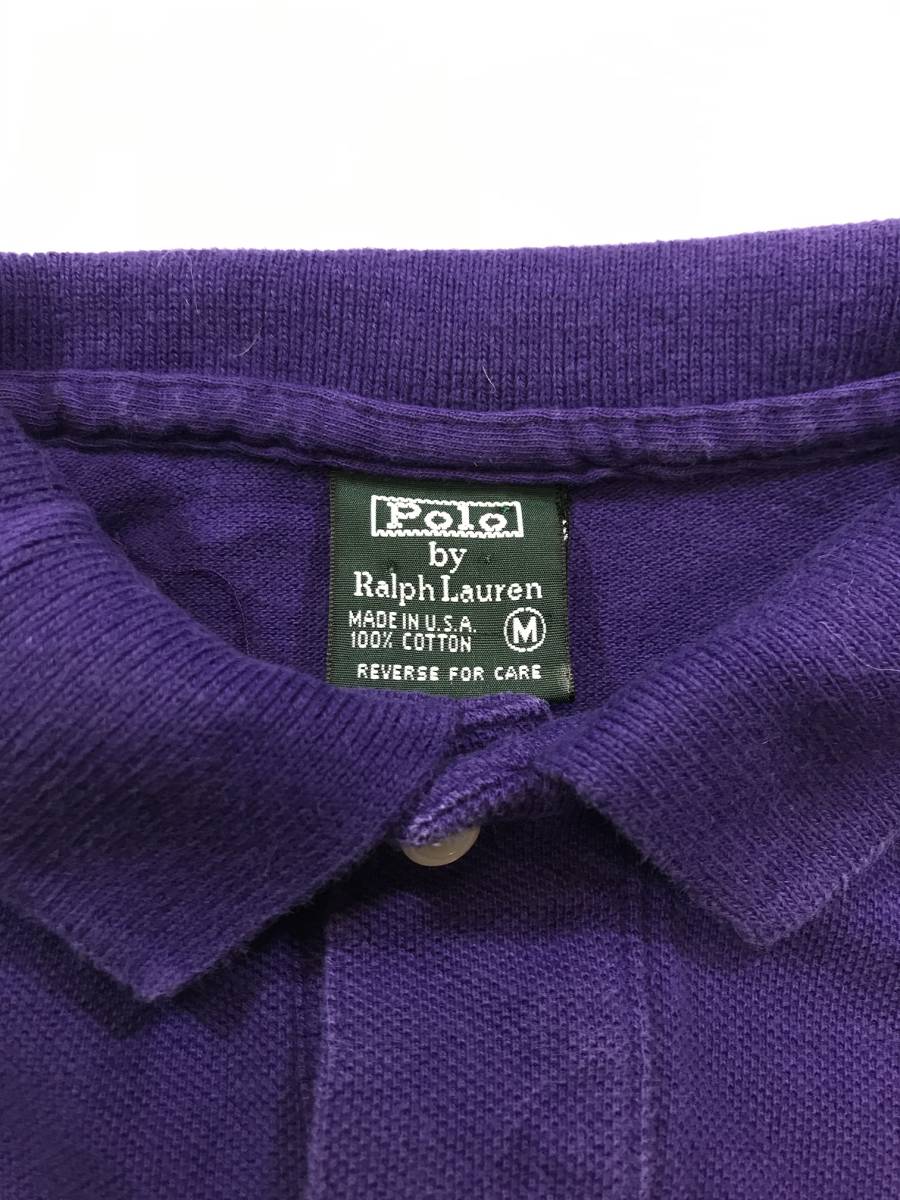 Polo
by
Ralph Lauren
MADE IN U.S.A.
100% COTTON
M
REVERSE FOR CARE